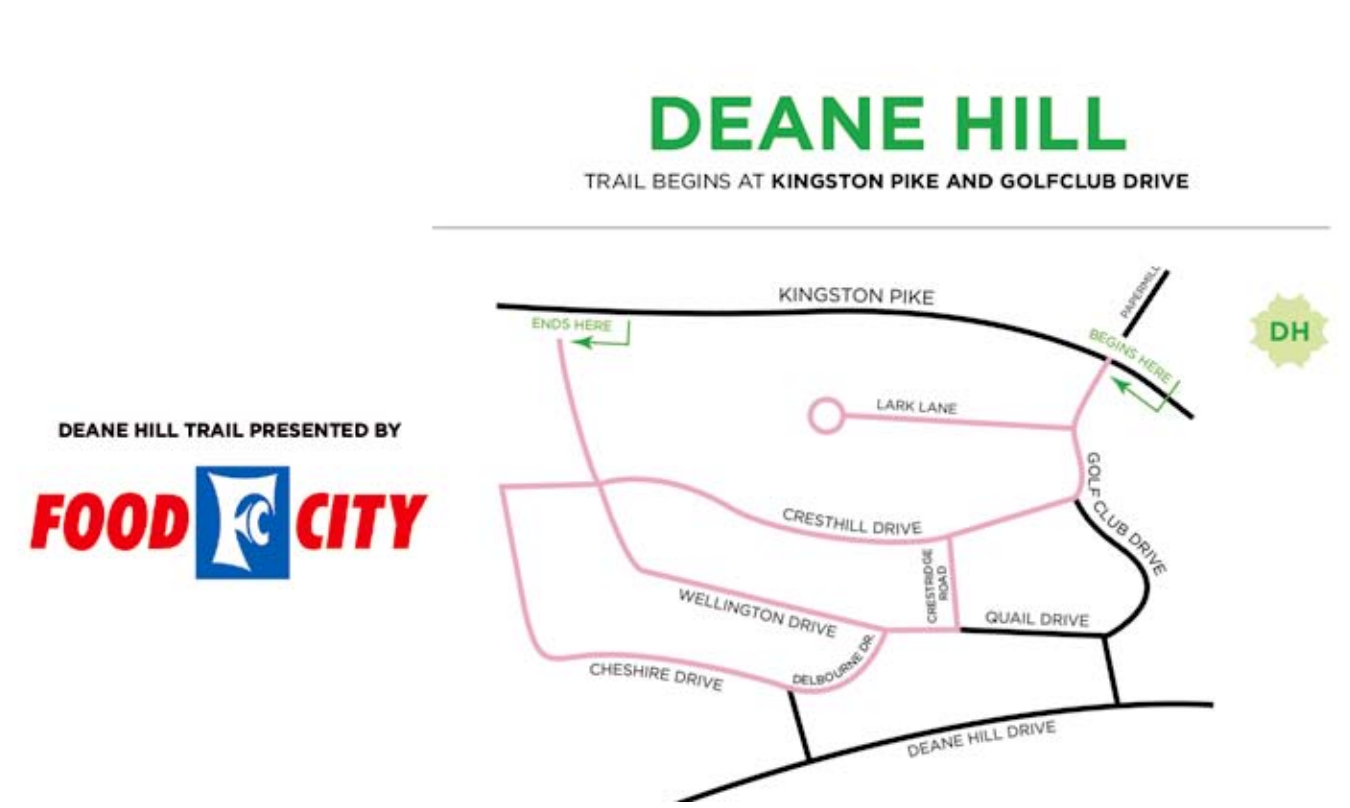 DEANE HILL
TRAIL BEGINS AT KINGSTON PIKE AND GOLFCLUB DRIVE
PAPERMILL
KINGSTON PIKE
ENDS HERE
BEGINS HERE
DH
LARK LANE
DEANE HILL TRAIL PRESENTED BY
FOOD FC CITY
GOLF CLUB DRIVE
CRESTHILL DRIVE
CRESTRIDGE
ROAD
WELLINGTON DRIVE
QUAIL DRIVE
DELBOURNE DR.
CHESHIRE DRIVE
DEANE HILL DRIVE